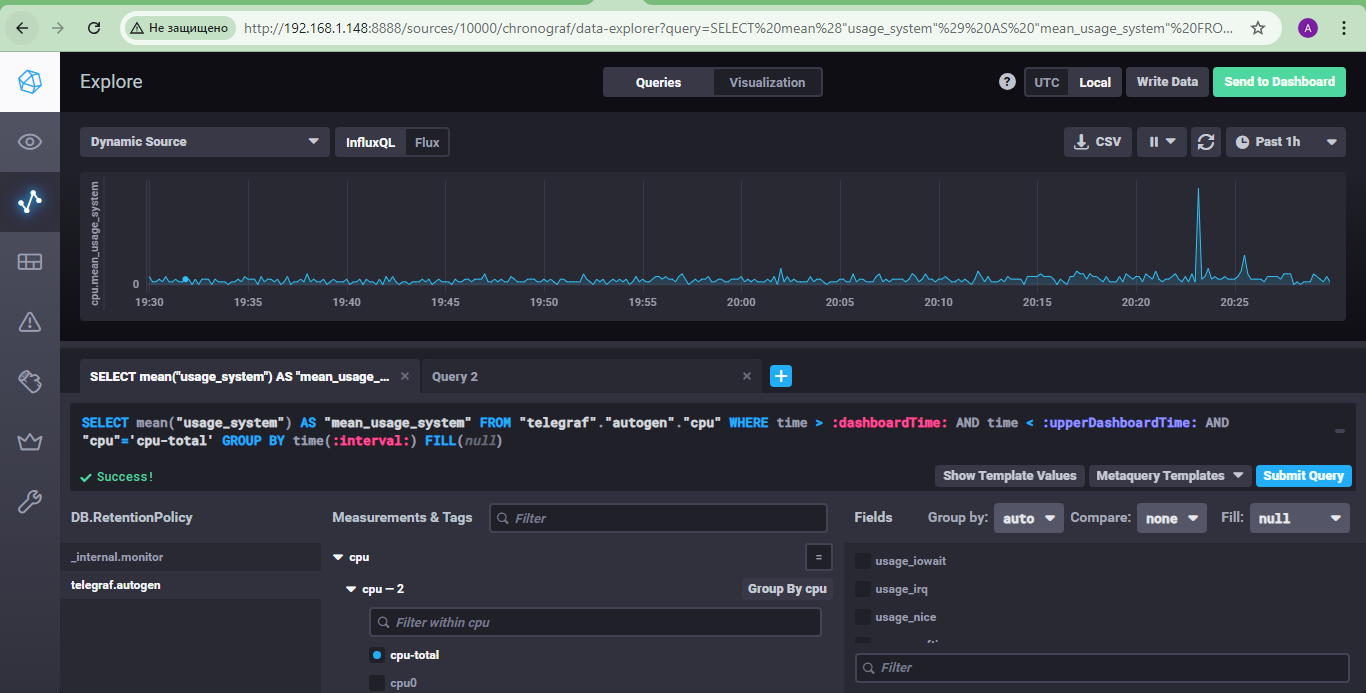 Не защищено
http://192.168.1.148:8888/sources/10000/chronograf/data-explorer?query=SELECT%20mean%28"usage_system"%29%20AS%20"mean_usage_system"%20FRO...
A
Explore
Queries
Visualization
?
UTC
Local
Write Data
Send to Dashboard
Dynamic Source
InfluxQL
Flux
CSV
Past 1h
cpu.mean_usage_system
0
19:30 19:35 19:40 19:45 19:50 19:55 20:00 20:05 20:10 20:15 20:20 20:25
SELECT mean("usage_system") AS "mean_usage_...
Query 2
SELECT mean("usage_system") AS "mean_usage_system" FROM "telegraf"."autogen"."cpu" WHERE time > :dashboardTime: AND time < :upperDashboardTime: AND
"cpu"='cpu-total' GROUP BY time(:interval:) FILL(null)
Success!
Show Template Values
Metaquery Templates
Submit Query
DB.RetentionPolicy
Measurements & Tags
Filter
Fields
Group by:
auto
Compare:
none
Fill:
null
_internal.monitor
telegraf.autogen
cpu
=
cpu — 2
Group By cpu
Filter within cpu
cpu-total
cpu0
usage_iowait
usage_irq
usage_nice
Filter